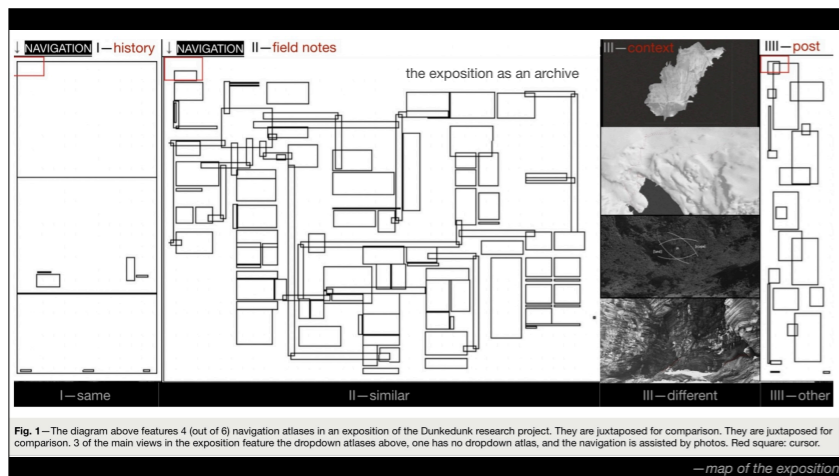 ↓ NAVIGATION I—history
↓ NAVIGATION II—field notes
III—context
IIII—post
the exposition as an archive
I—same
II—similar
III—different
IIII—other
Fig. 1—The diagram above features 4 (out of 6) navigation atlases in an exposition of the Dunkedunk research project. They are juxtaposed for comparison. They are juxtaposed for
comparison. 3 of the main views in the exposition feature the dropdown atlases above, one has no dropdown atlas, and the navigation is assisted by photos. Red square: cursor.
—map of the exposition